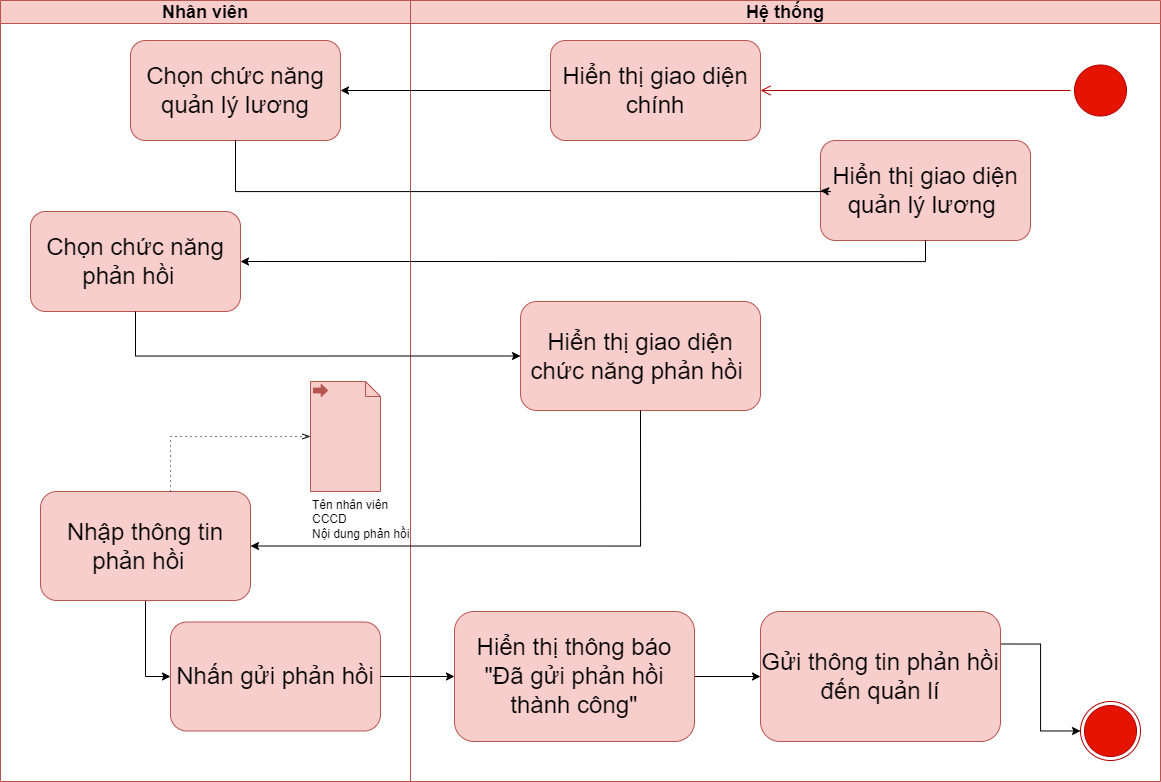 Nhân viên
Hệ thống
Chọn chức năng
quản lý lương
Hiển thị giao diện
chính
Hiển thị giao diện
quản lý lương
Chọn chức năng
phản hồi
Hiển thị giao diện
chức năng phản hồi
Tên nhân viên
CCCD
Nội dung phản hồi
Nhập thông tin
phản hồi
Nhấn gửi phản hồi
Hiển thị thông báo
"Đã gửi phản hồi
thành công"
Gửi thông tin phản hồi
đến quản lí